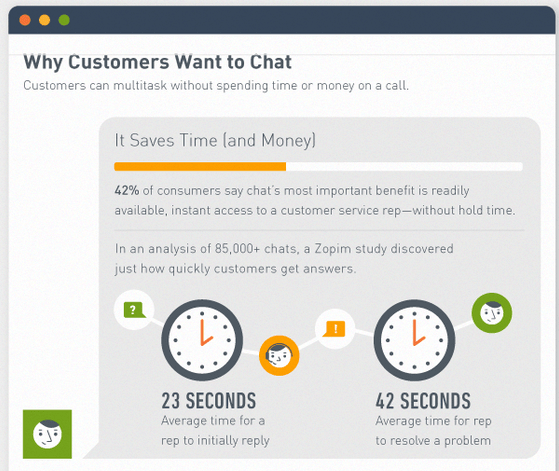 Why Customers Want to Chat
Customers can multitask without spending time or money on a call.
It Saves Time (and Money)
42% of consumers say chat's most important benefit is readily
available, instant access to a customer service rep—without hold time.
In an analysis of 85,000+ chats, a Zopim study discovered
just how quickly customers get answers.
?
!
23 SECONDS
Average time for a
rep to initially reply
42 SECONDS
Average time for rep
to resolve a problem